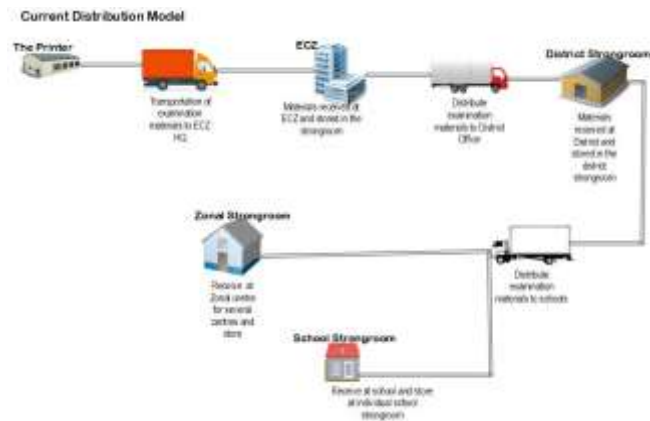 Current Distribution Model
The Printer
Transportation of
examination
materials to ECZ
HQ
ECZ
Materials received at
ECZ and stored in the
strongroom
Distribute
examination
materials to District
Office
District Strongroom
Materials
received at
District and
stored in the
district
strongroom
Distribute
examination
materials to schools
Zonal Strongroom
Receive at
Zonal centre
for several
centres and
store
School Strongroom
Receive at school and store
at individual school
strongroom